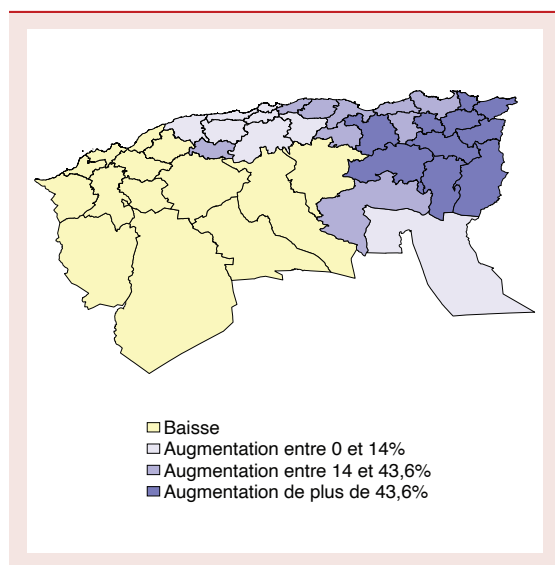 Baisse
Augmentation entre 0 et 14%
Augmentation entre 14 et 43,6%
Augmentation de plus de 43,6%